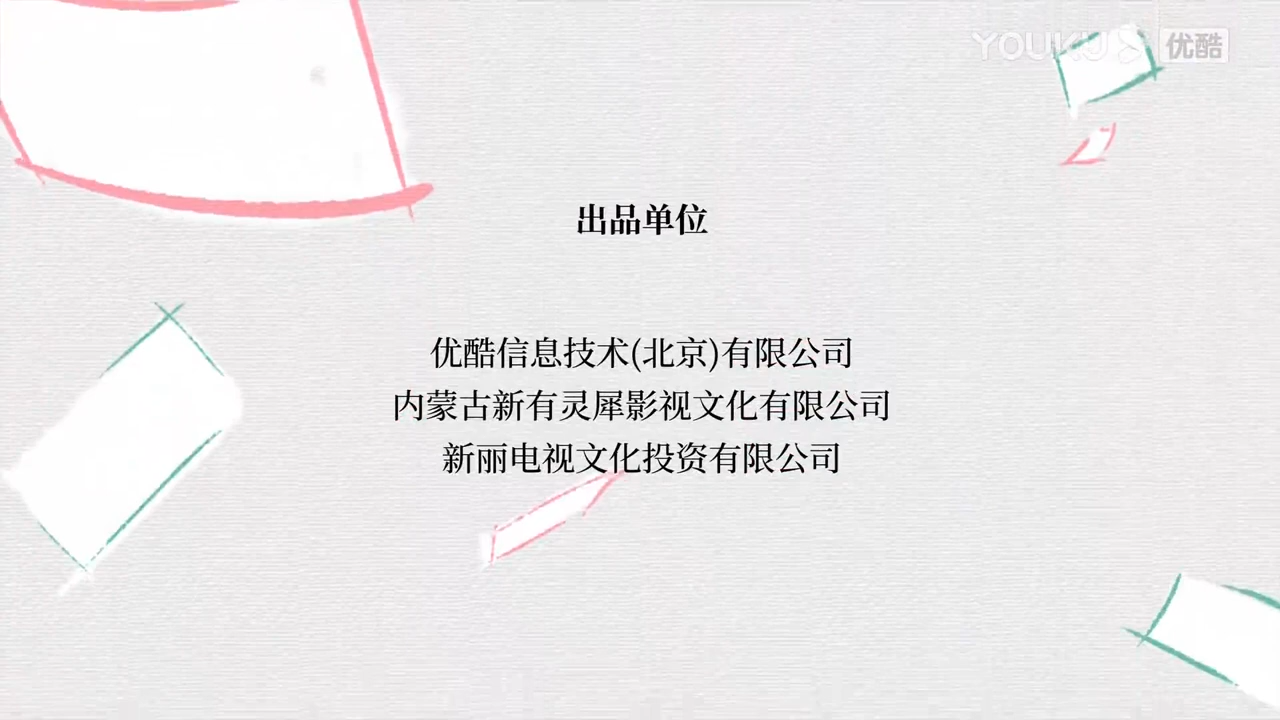 YOUKU 优酷
出品单位
优酷信息技术(北京)有限公司
内蒙古新有灵犀影视文化有限公司
新丽电视文化投资有限公司